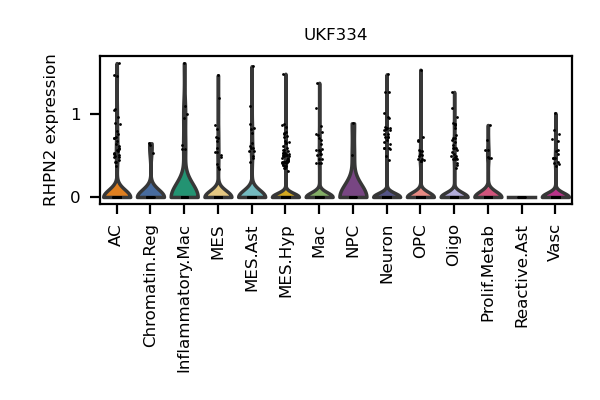 UKF334
RHPN2 expression
1
0
AC
Chromatin.Reg
Inflammatory.Mac
MES
MES.Ast
MES.Hyp
Mac
NPC
Neuron
OPC
Oligo
Prolif.Metab
Reactive.Ast
Vasc